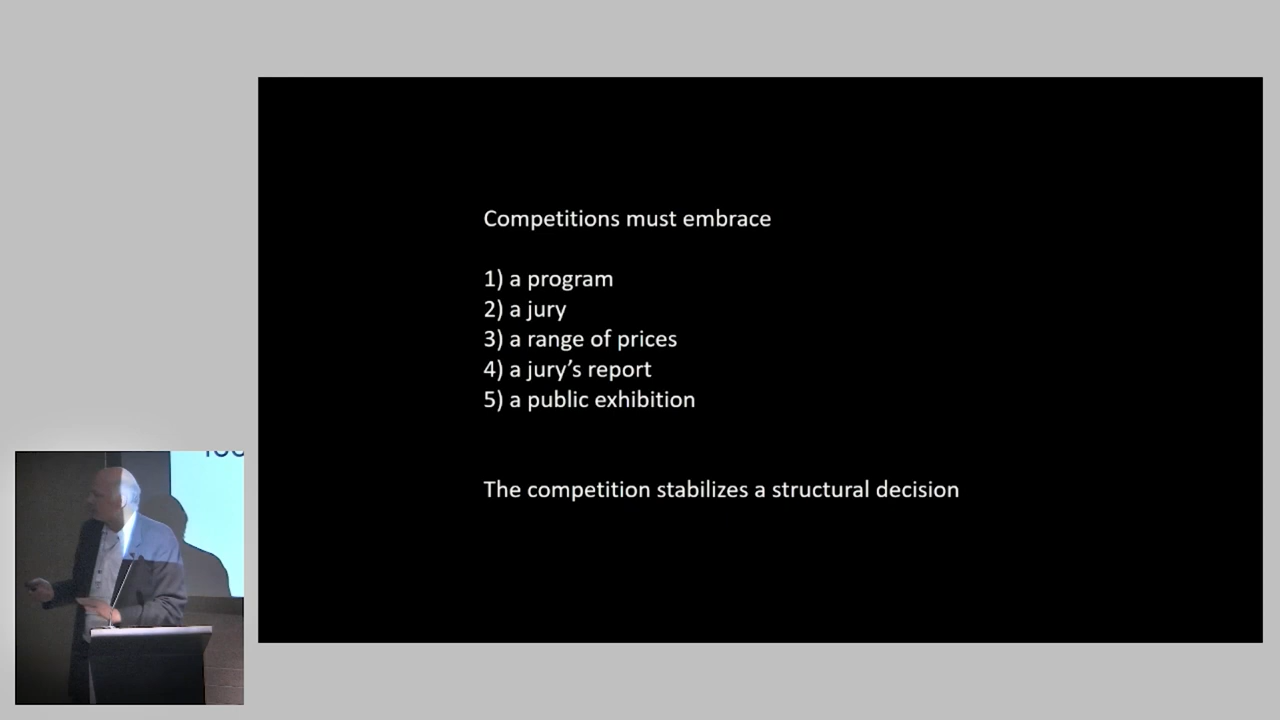 Competitions must embrace
1) a program
2) a jury
3) a range of prices
4) a jury’s report
5) a public exhibition
The competition stabilizes a structural decision